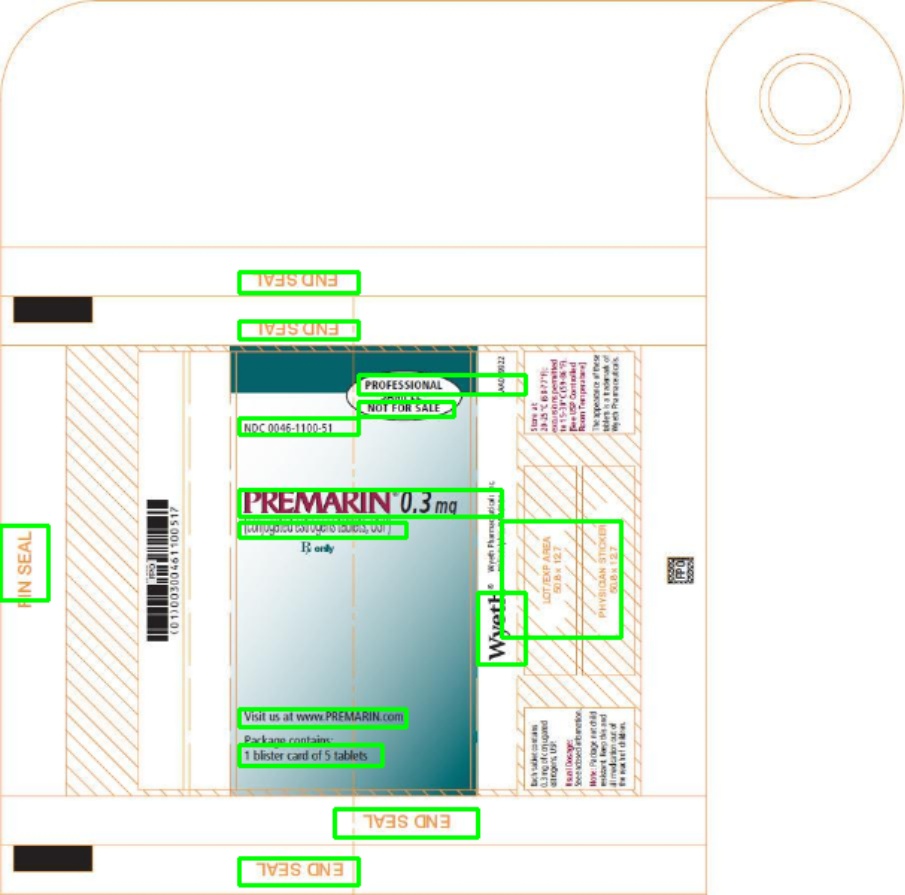 END SEAL
END SEAL
PROFESSIONAL
SAMPLE
NOT FOR SALE
NDC 0046-1100-51
PREMARIN® 0.3 mg
(conjugated estrogens tablets, USP)
Rx only
Visit us at www.PREMARIN.com
Package contains:
1 blister card of 5 tablets
FIN SEAL
(01)00300461100517
Wyeth® Wyeth Pharmaceuticals Inc
Store at
20-25°C (68-77°F);
excursions permitted
to 15-30°C (59-86°F).
[See USP Controlled
Room Temperature]
The appearance of these
tablets is a trademark of
Wyeth Pharmaceuticals.
LOT/EXP AREA
50.8 x 12.7
PHYSICIAN STICKER
50.8 x 12.7
FPO
Each tablet contains
0.3 mg of conjugated
estrogens, USP.
Usual Dosage:
See enclosed information.
Note: Package not child
resistant. Keep this and
all medication out of
the reach of children.
END SEAL
END SEAL